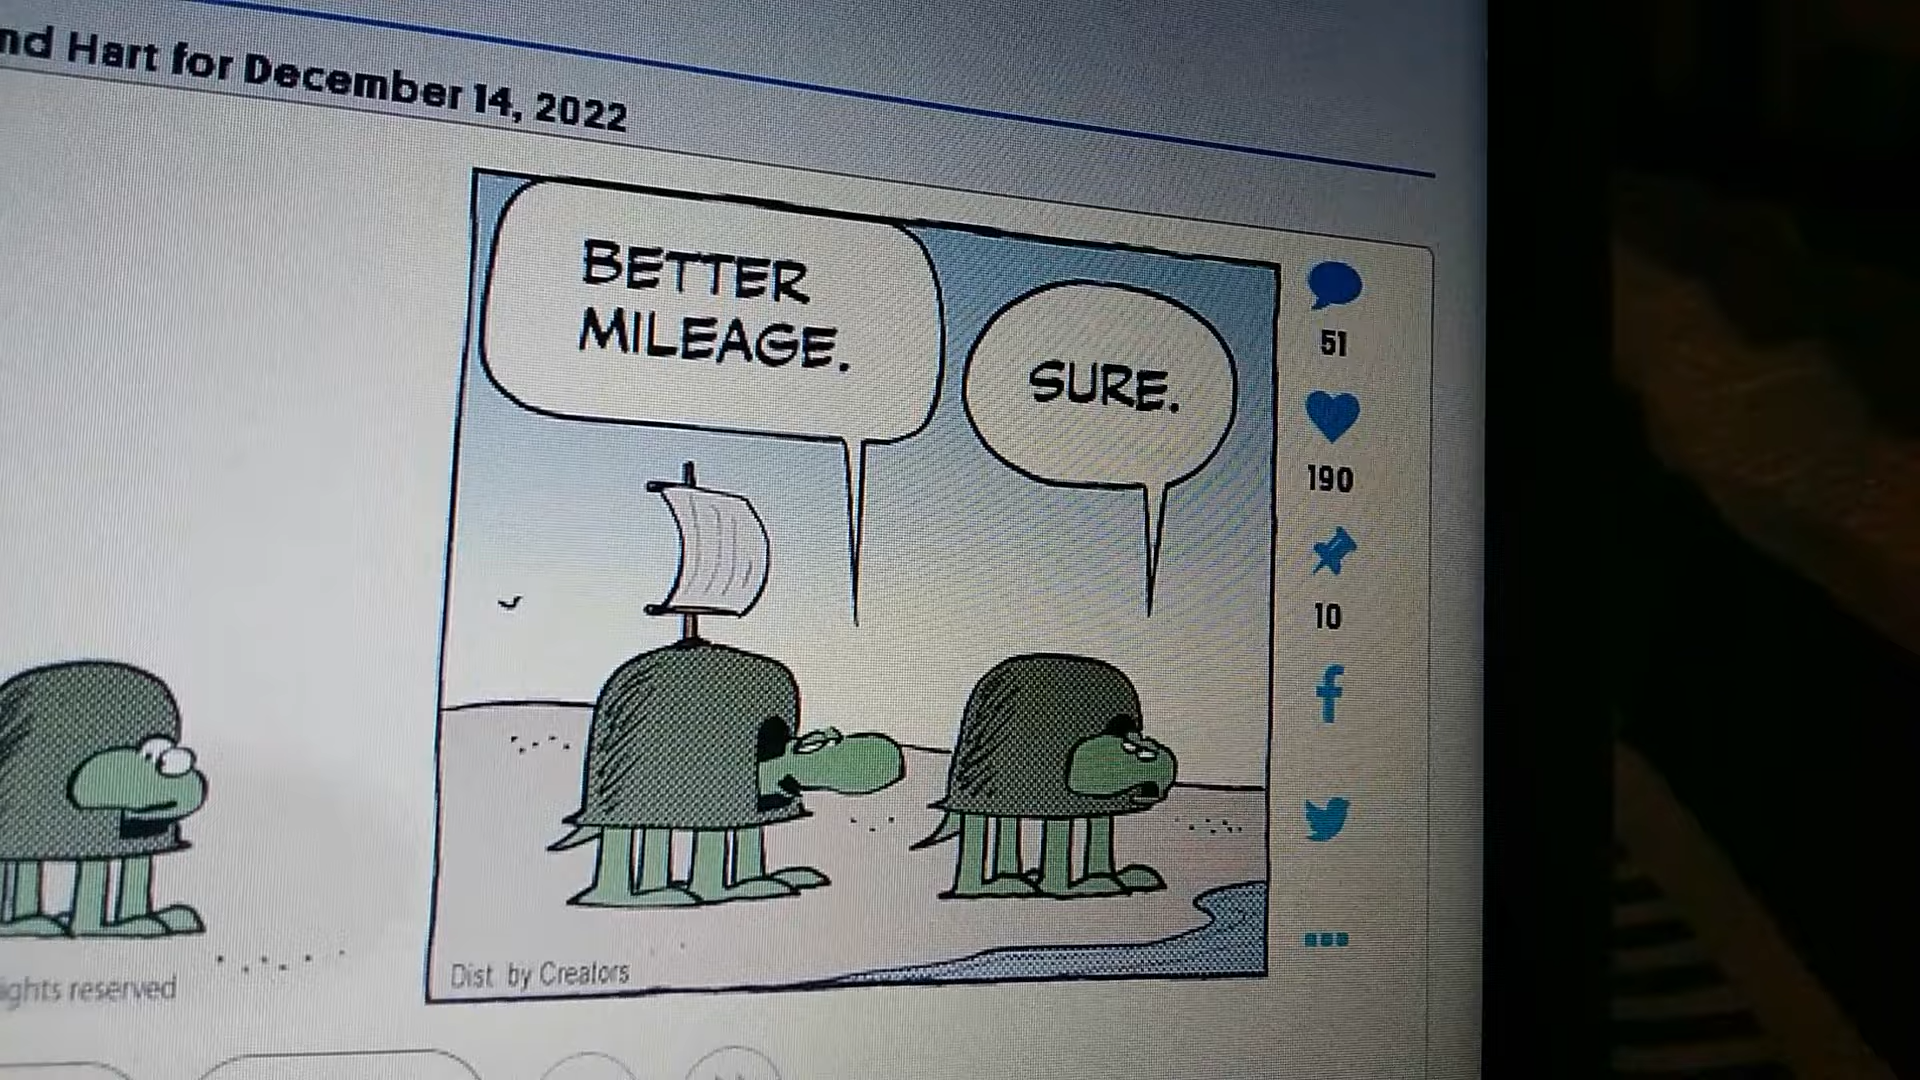 nd Hart for December 14, 2022
BETTER
MILEAGE.
SURE.
51
190
10
ights reserved
Dist. by Creators